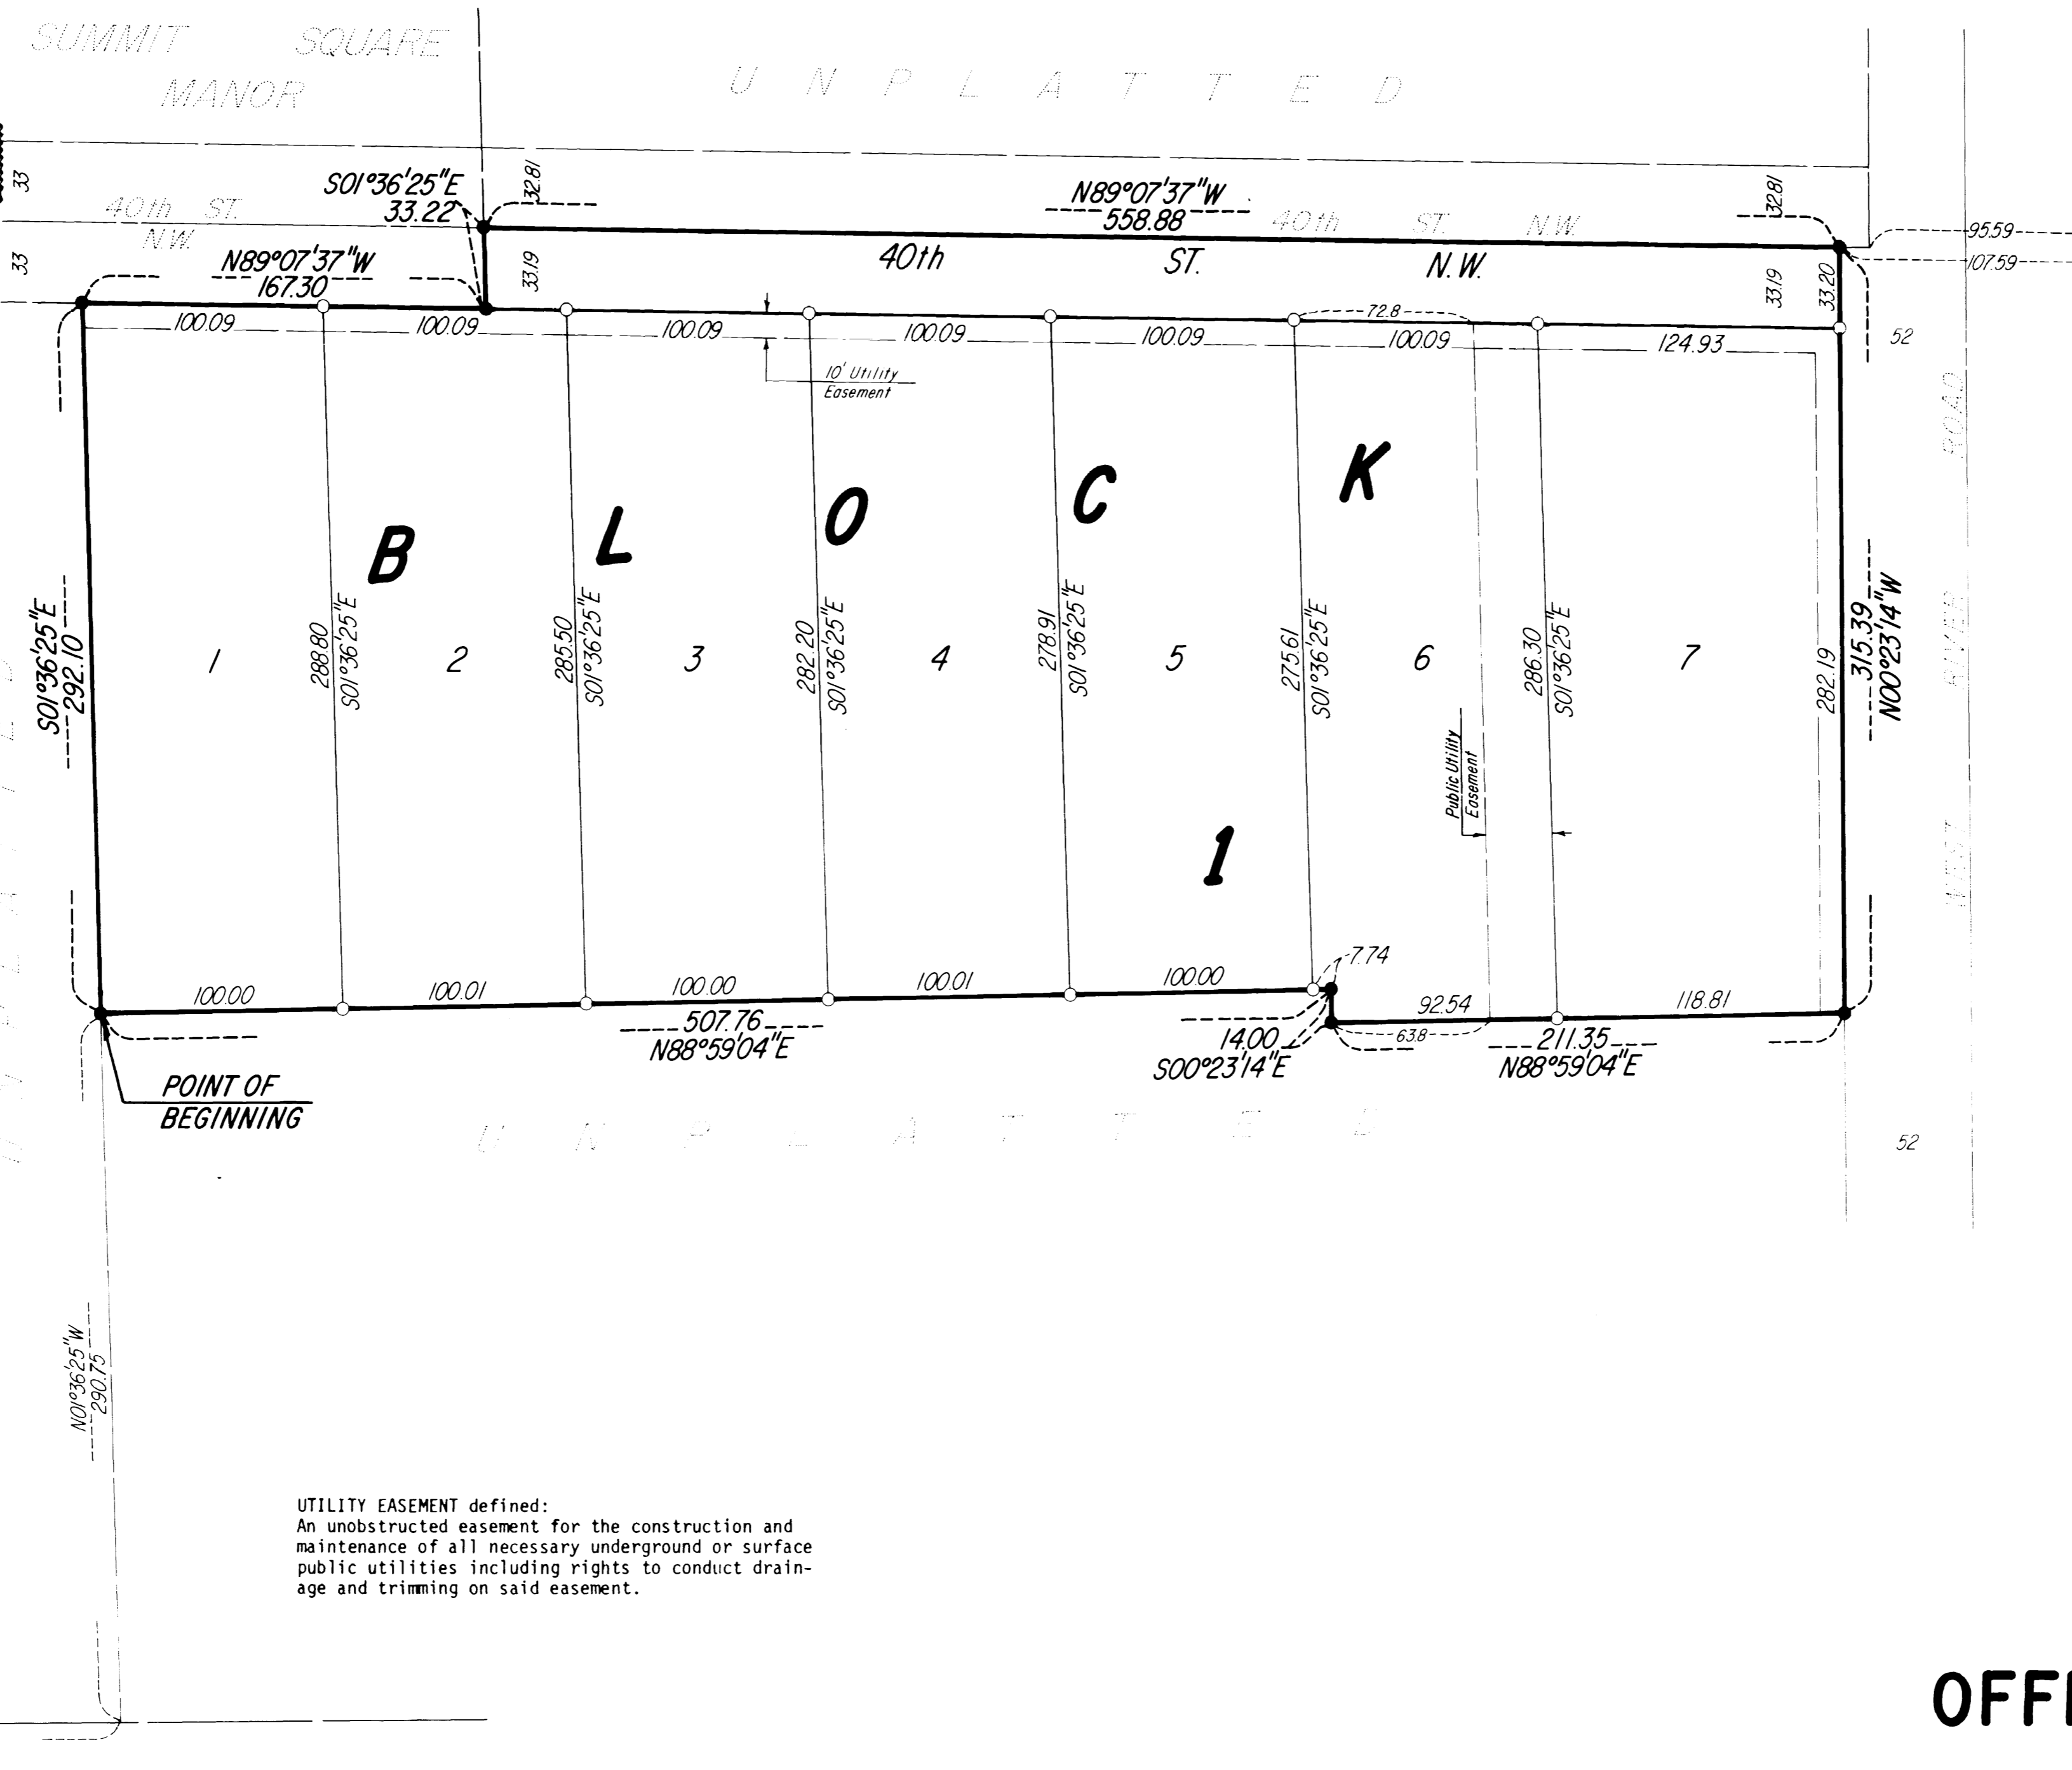 SUMMIT SQUARE
MANOR
U N P L A T T E D
33
33
40th ST.
N.W.
S01°36'25"E
33.22
32.81
N89°07'37"W
558.88
40th ST. N.W.
32.81
95.59
107.59
N89°07'37"W
167.30
33.19
40th ST. N.W.
33.19
33.20
52
100.09
100.09
100.09
100.09
100.09
72.8
100.09
124.93
10' Utility
Easement
B L O C K
1
S01°36'25"E
292.10
1
288.80
S01°36'25"E
2
285.50
S01°36'25"E
3
282.20
S01°36'25"E
4
278.91
S01°36'25"E
5
275.61
S01°36'25"E
6
286.30
S01°36'25"E
7
282.19
315.39
N00°23'14"W
WEST RIVER ROAD
Public Utility
Easement
100.00
100.01
100.00
100.01
100.00
7.74
92.54
118.81
507.76
N88°59'04"E
14.00
S00°23'14"E
63.8
211.35
N88°59'04"E
POINT OF
BEGINNING
U N P L A T T E D
52
N01°36'25"W
290.75
UTILITY EASEMENT defined:
An unobstructed easement for the construction and
maintenance of all necessary underground or surface
public utilities including rights to conduct drain-
age and trimming on said easement.
OFF